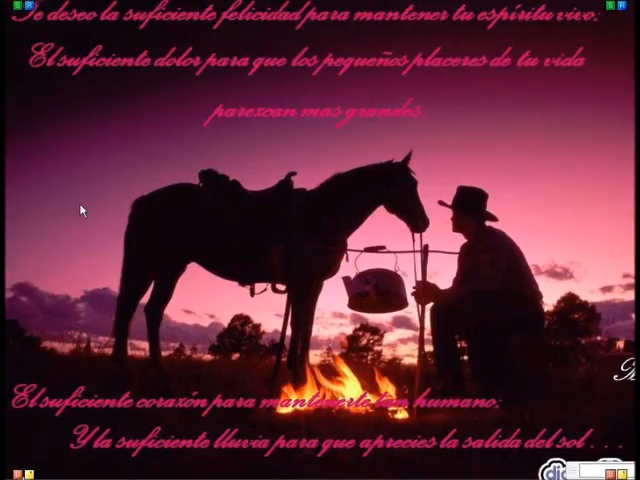 Te deseo la suficiente felicidad para mantener tu espíritu vivo;
El suficiente dolor para que los pequeños placeres de tu vida
parezcan mas grandes.
El suficiente corazón para mantenerte tan humano;
Y la suficiente lluvia para que aprecies la salida del sol . . .